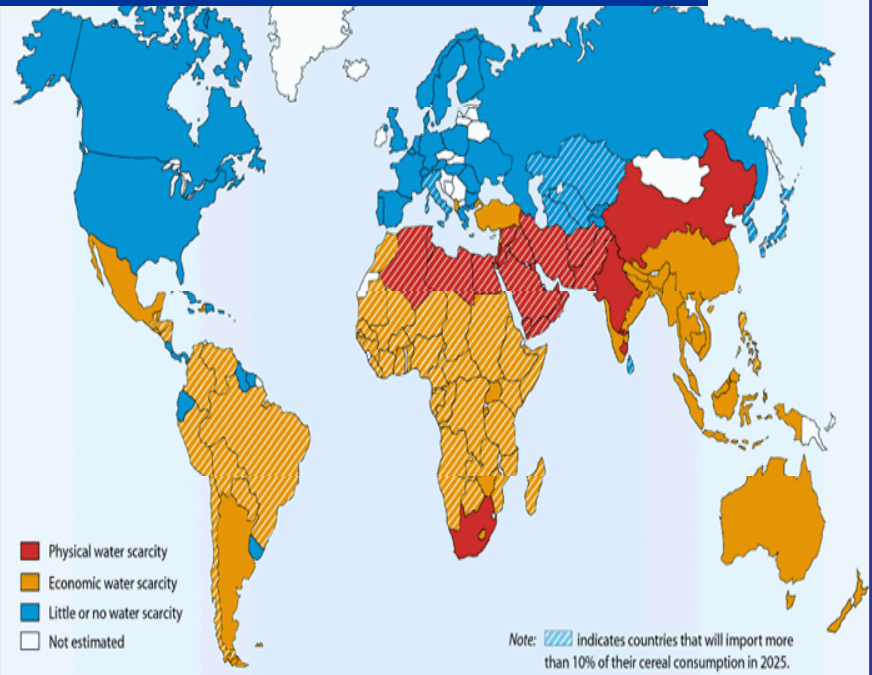 Physical water scarcity
Economic water scarcity
Little or no water scarcity
Not estimated
Note: indicates countries that will import more
than 10% of their cereal consumption in 2025.